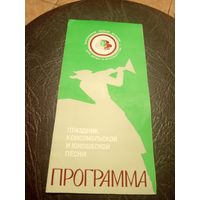 ПРАЗДНИК
КОМСОМОЛЬСКОЙ
И ЮНОШЕСКОЙ
ПЕСНИ
ПРОГРАММА